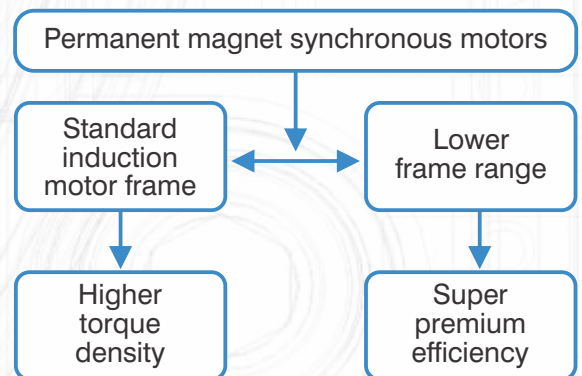 Permanent magnet synchronous motors
Standard
induction
motor frame
Lower
frame range
Higher
torque
density
Super
premium
efficiency